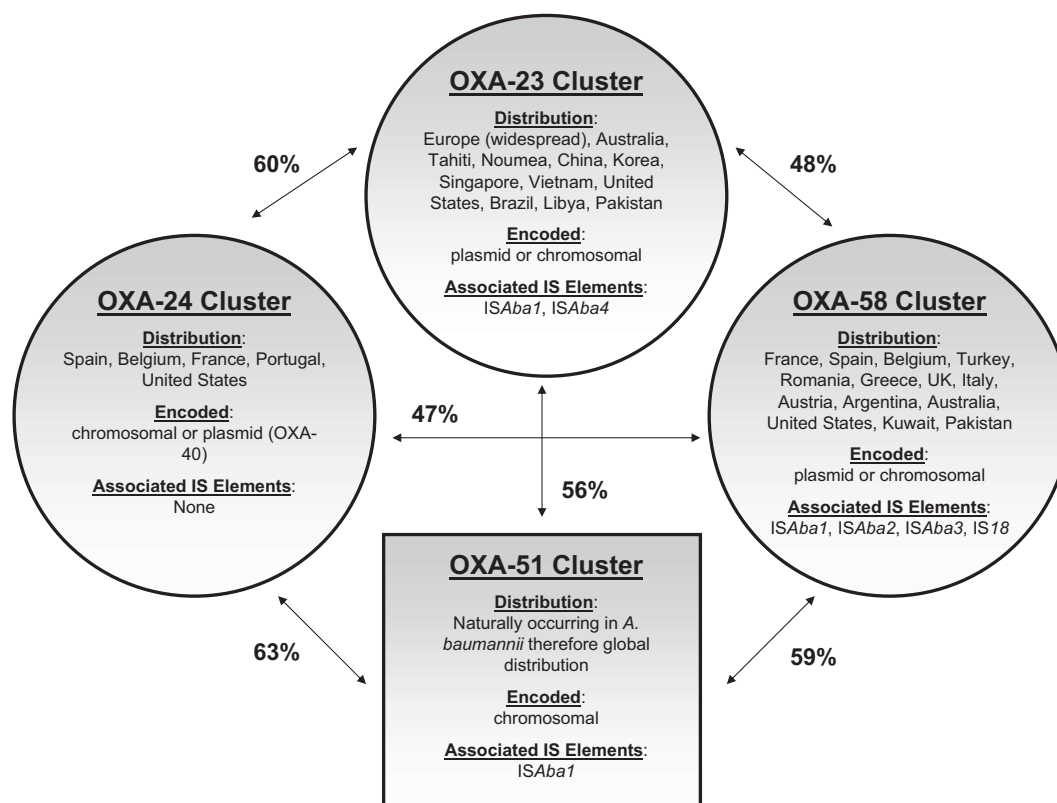 OXA-23 Cluster
Distribution:
Europe (widespread), Australia,
Tahiti, Noumea, China, Korea,
Singapore, Vietnam, United
States, Brazil, Libya, Pakistan
Encoded:
plasmid or chromosomal
Associated IS Elements:
ISAba1, ISAba4
60%
48%
OXA-24 Cluster
Distribution:
Spain, Belgium, France, Portugal,
United States
Encoded:
chromosomal or plasmid (OXA-
40)
Associated IS Elements:
None
OXA-58 Cluster
Distribution:
France, Spain, Belgium, Turkey,
Romania, Greece, UK, Italy,
Austria, Argentina, Australia,
United States, Kuwait, Pakistan
Encoded:
plasmid or chromosomal
Associated IS Elements:
ISAba1, ISAba2, ISAba3, IS18
47%
56%
OXA-51 Cluster
Distribution:
Naturally occurring in A.
baumannii therefore global
distribution
Encoded:
chromosomal
Associated IS Elements:
ISAba1
63%
59%